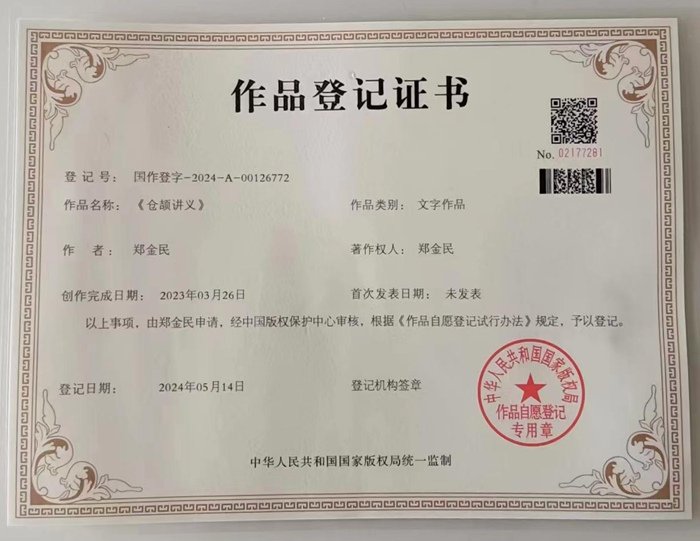 作品登记证书
No. 02177281
登 记 号： 国作登字-2024-A-00126772
作品名称： 《仓颉讲义》 作品类别： 文字作品
作 者： 郑金民 著作权人： 郑金民
创作完成日期： 2023年03月26日 首次发表日期： 未发表
以上事项，由郑金民申请，经中国版权保护中心审核，根据《作品自愿登记试行办法》规定，予以登记。
登记日期： 2024年05月14日 登记机构签章
中华人民共和国国家版权局
作品自愿登记
专用章
中华人民共和国国家版权局统一监制